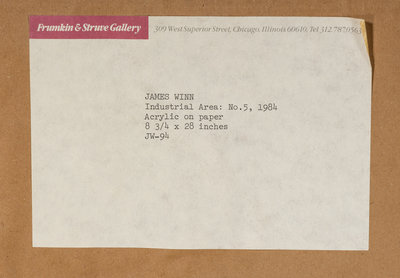 Frumkin & Struve Gallery 309 West Superior Street, Chicago, Illinois 60610, Tel 312 787 0563
JAMES WINN
Industrial Area: No.5, 1984
Acrylic on paper
8 3/4 x 28 inches
JW-94